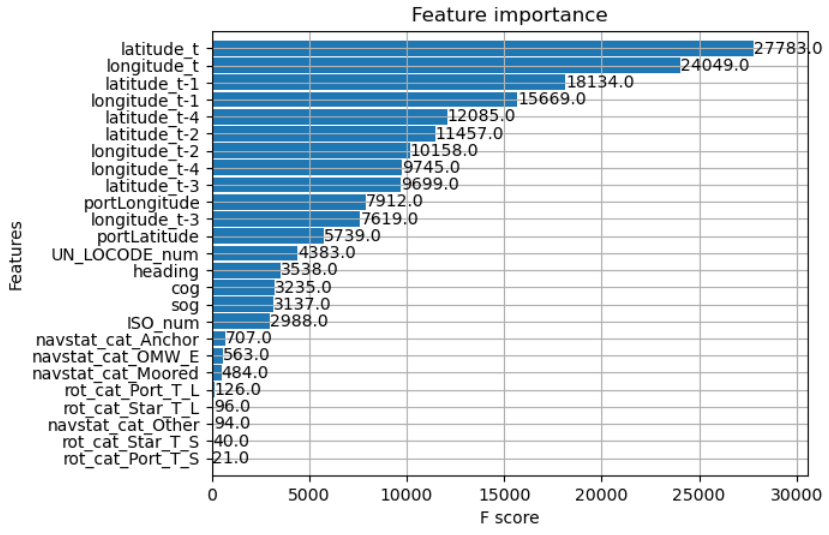 Feature importance
latitude_t 27783.0
longitude_t 24049.0
latitude_t-1 18134.0
longitude_t-1 15669.0
latitude_t-4 12085.0
latitude_t-2 11457.0
longitude_t-2 10158.0
longitude_t-4 9745.0
latitude_t-3 9699.0
portLongitude 7912.0
longitude_t-3 7619.0
portLatitude 5739.0
UN_LOCODE_num 4383.0
heading 3538.0
cog 3235.0
sog 3137.0
ISO_num 2988.0
navstat_cat_Anchor 707.0
navstat_cat_OMW_E 563.0
navstat_cat_Moored 484.0
rot_cat_Port_T_L 126.0
rot_cat_Star_T_L 96.0
navstat_cat_Other 94.0
rot_cat_Star_T_S 40.0
rot_cat_Port_T_S 21.0
Features
0 5000 10000 15000 20000 25000 30000
F score